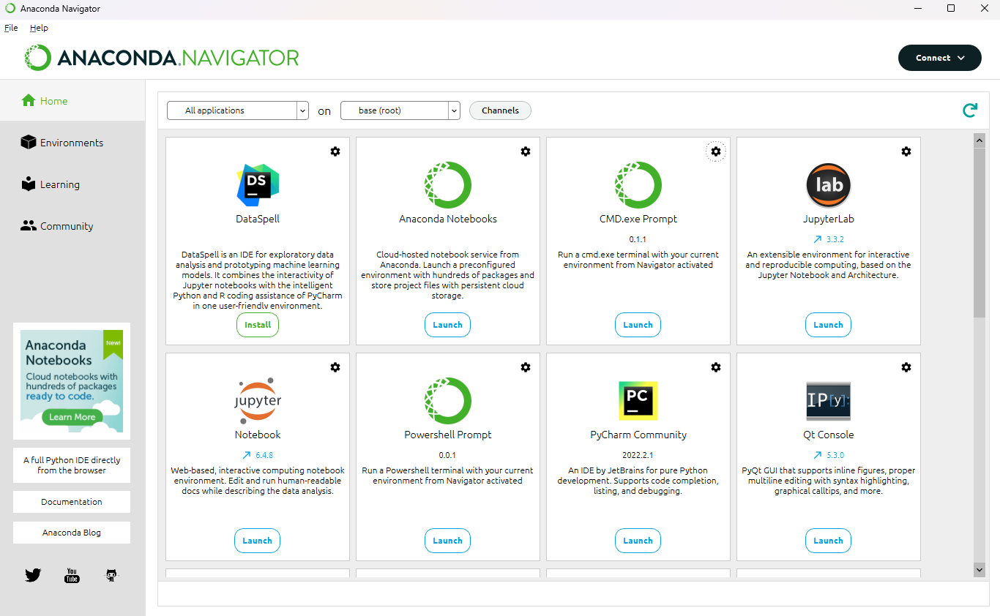 Anaconda Navigator
File Help
ANACONDA.NAVIGATOR
Connect
Home
Environments
Learning
Community
Anaconda
Notebooks
New!
Cloud notebooks with
hundreds of packages
ready to code.
Learn More
A full Python IDE directly
from the browser
Documentation
Anaconda Blog
You
Tube
All applications on base (root) Channels
DS
DataSpell
DataSpell is an IDE for exploratory data
analysis and prototyping machine learning
models. It combines the interactivity of
Jupyter notebooks with the intelligent
Python and R coding assistance of PyCharm
in one user-friendly environment.
Install
Anaconda Notebooks
Cloud-hosted notebook service from
Anaconda. Launch a preconfigured
environment with hundreds of packages and
store project files with persistent cloud
storage.
Launch
CMD.exe Prompt
0.1.1
Run a cmd.exe terminal with your current
environment from Navigator activated
Launch
lab
JupyterLab
3.3.2
An extensible environment for interactive
and reproducible computing, based on the
Jupyter Notebook and Architecture.
Launch
jupyter
Notebook
6.4.8
Web-based, interactive computing notebook
environment. Edit and run human-readable
docs while describing the data analysis.
Launch
Powershell Prompt
0.0.1
Run a Powershell terminal with your current
environment from Navigator activated
Launch
PC
PyCharm Community
2022.2.1
An IDE by JetBrains for pure Python
development. Supports code completion,
listing, and debugging.
Launch
IP[y]:
Qt Console
5.3.0
PyQt GUI that supports inline figures, proper
multiline editing with syntax highlighting,
graphical calltips, and more.
Launch